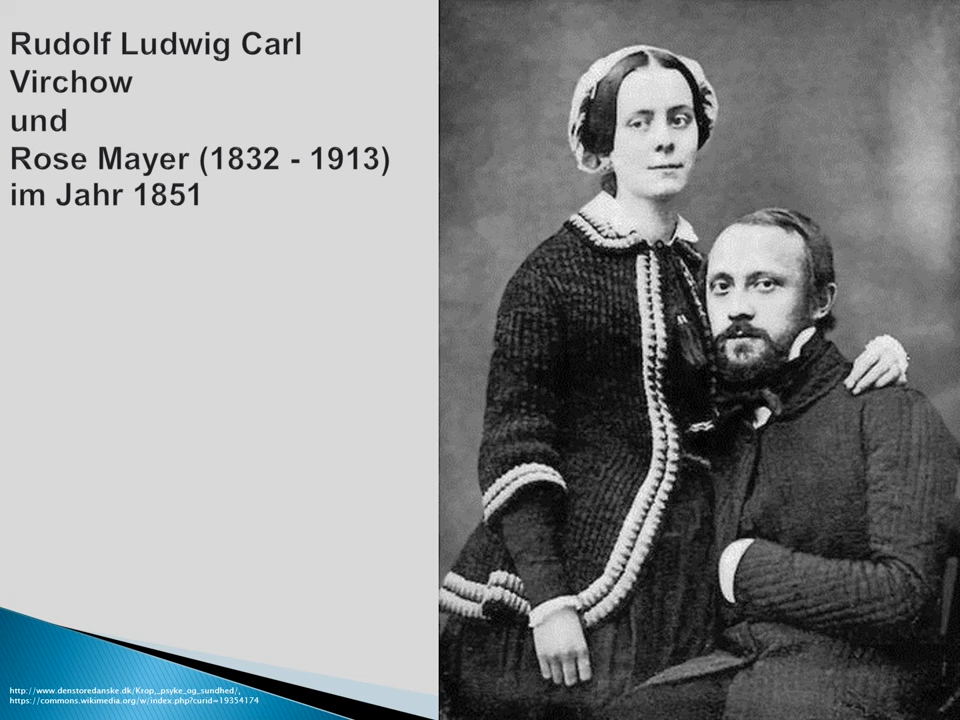 Rudolf Ludwig Carl
Virchow
und
Rose Mayer (1832 - 1913)
im Jahr 1851
http://www.denstoredanske.dk/Krop,_psyke_og_sundhed/,
https://commons.wikimedia.org/w/index.php?curid=19354174